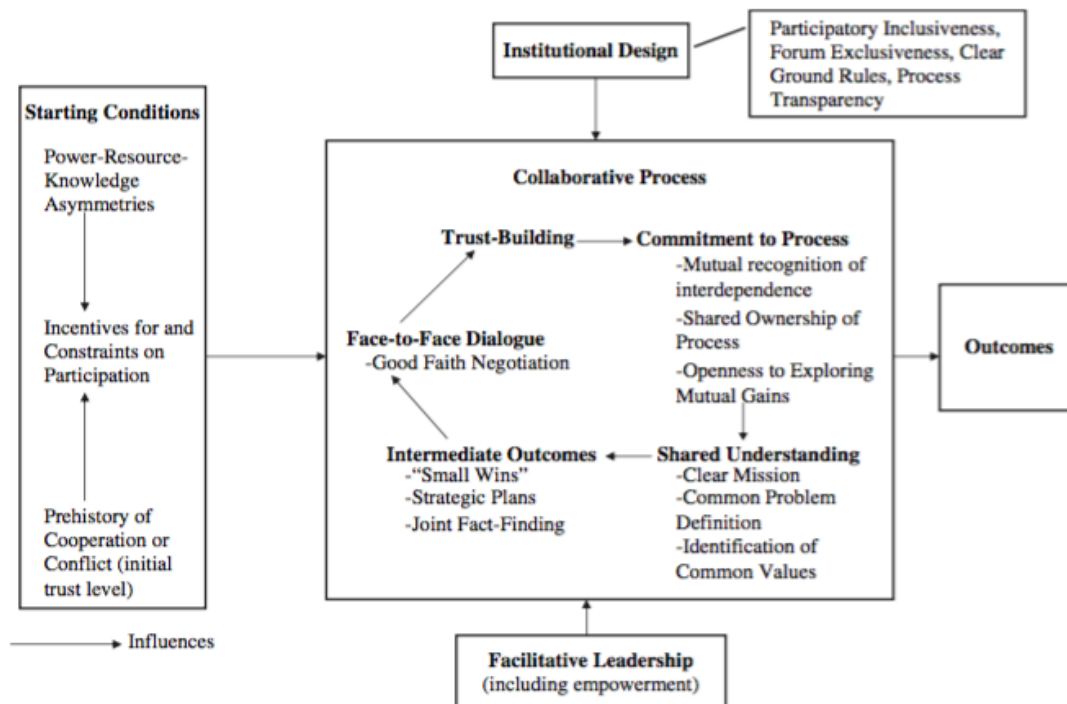 Institutional Design
Participatory Inclusiveness,
Forum Exclusiveness, Clear
Ground Rules, Process
Transparency
Starting Conditions
Power-Resource-
Knowledge
Asymmetries
Incentives for and
Constraints on
Participation
Prehistory of
Cooperation or
Conflict (initial
trust level)
Influences
Collaborative Process
Trust-Building
Commitment to Process
-Mutual recognition of
interdependence
-Shared Ownership of
Process
-Openness to Exploring
Mutual Gains
Face-to-Face Dialogue
-Good Faith Negotiation
Intermediate Outcomes
-“Small Wins”
-Strategic Plans
-Joint Fact-Finding
Shared Understanding
-Clear Mission
-Common Problem
Definition
-Identification of
Common Values
Outcomes
Facilitative Leadership
(including empowerment)